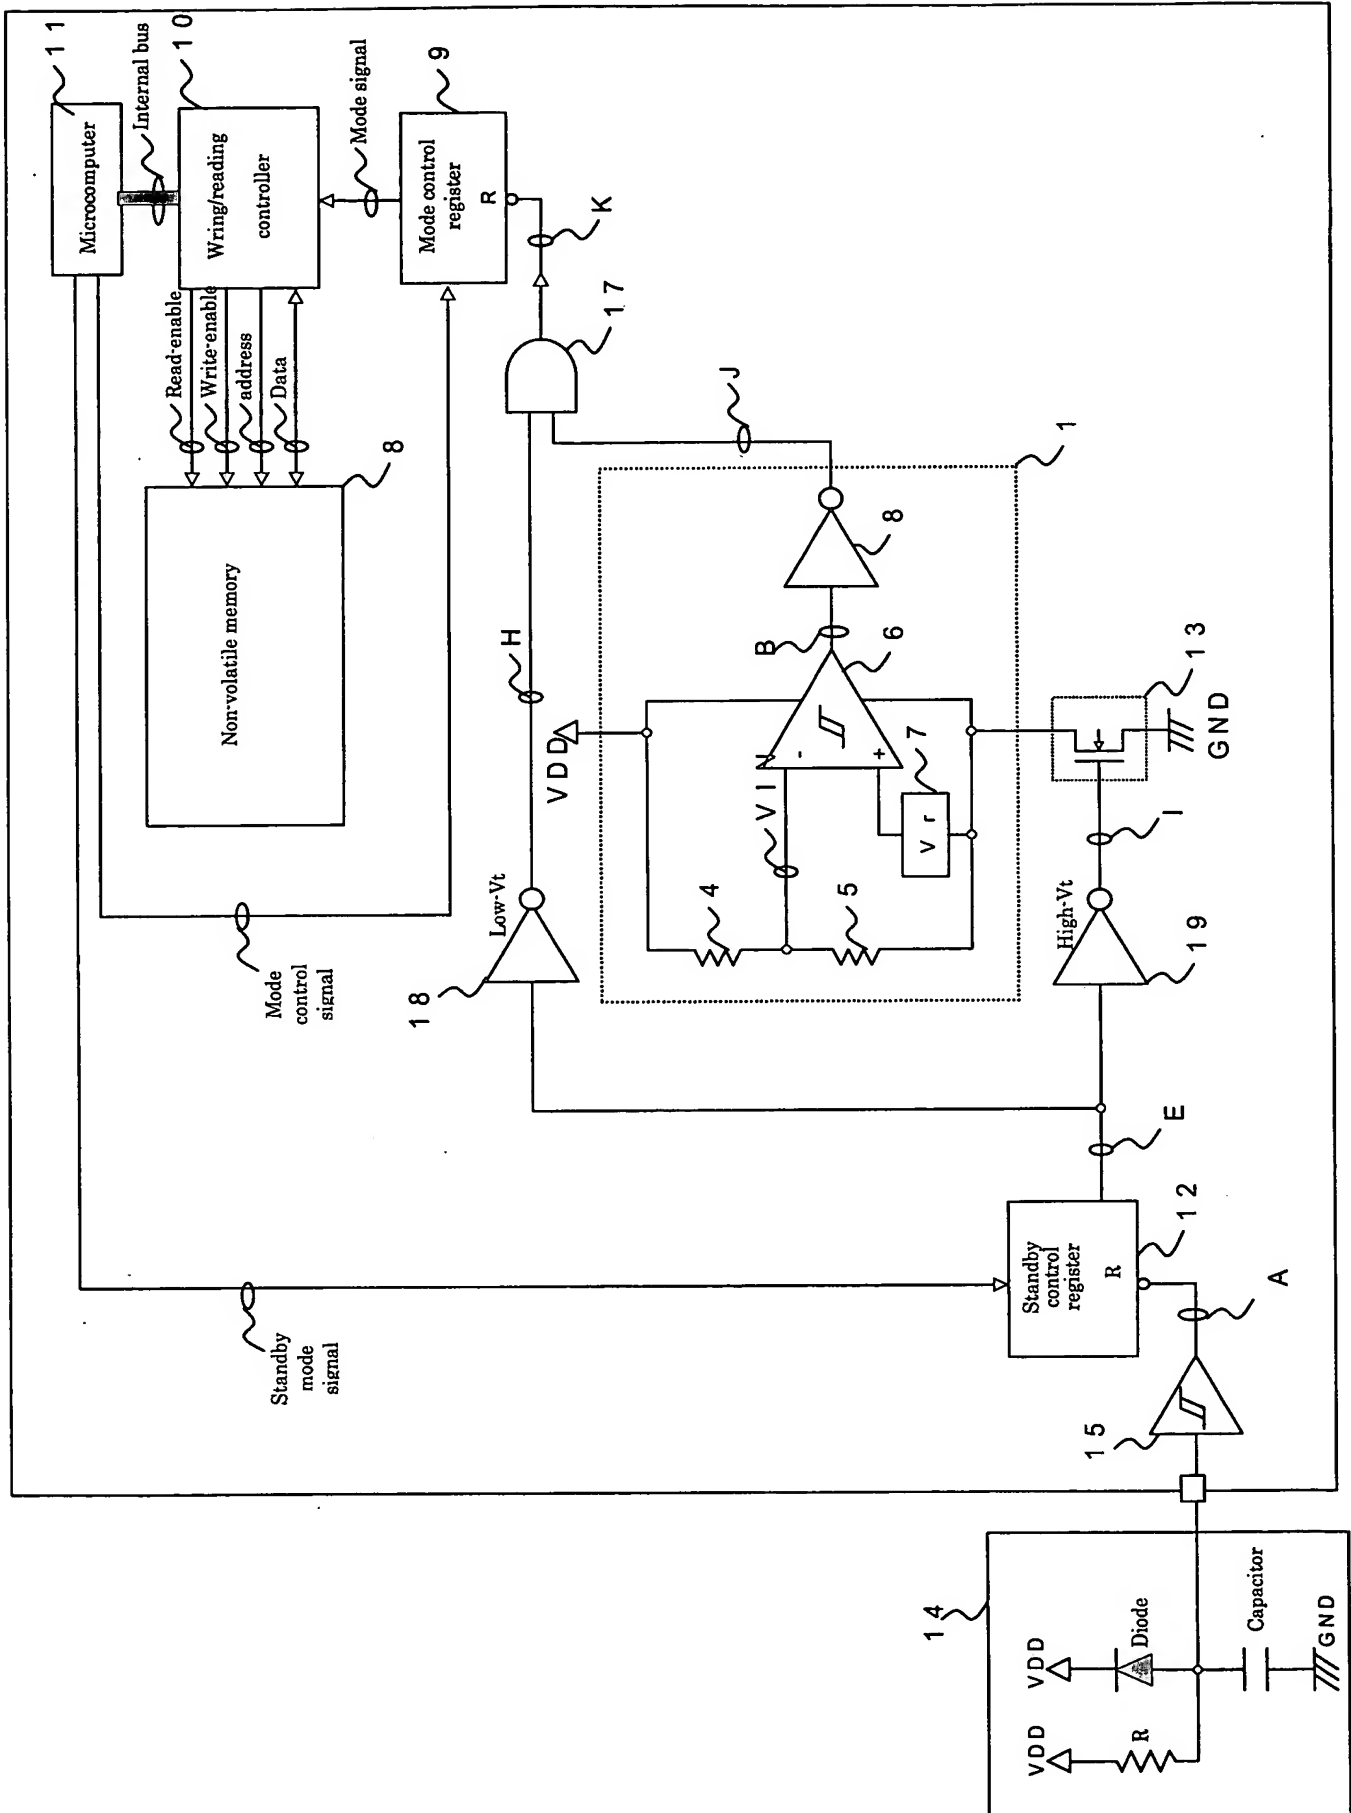 11
Microcomputer
Internal bus
10
Wring/reading
controller
Mode signal
9
Mode control
register
R
K
17
Read-enable
Write-enable
address
Data
8
Non-volatile memory
Mode
control
signal
Standby
mode
signal
H
J
1
VDD
Low-Vt
18
VIN
-
+
B
6
8
7
Vr
4
5
13
GND
I
High-Vt
19
E
Standby
control
register
R
12
A
15
14
VDD
VDD
R
Diode
Capacitor
GND